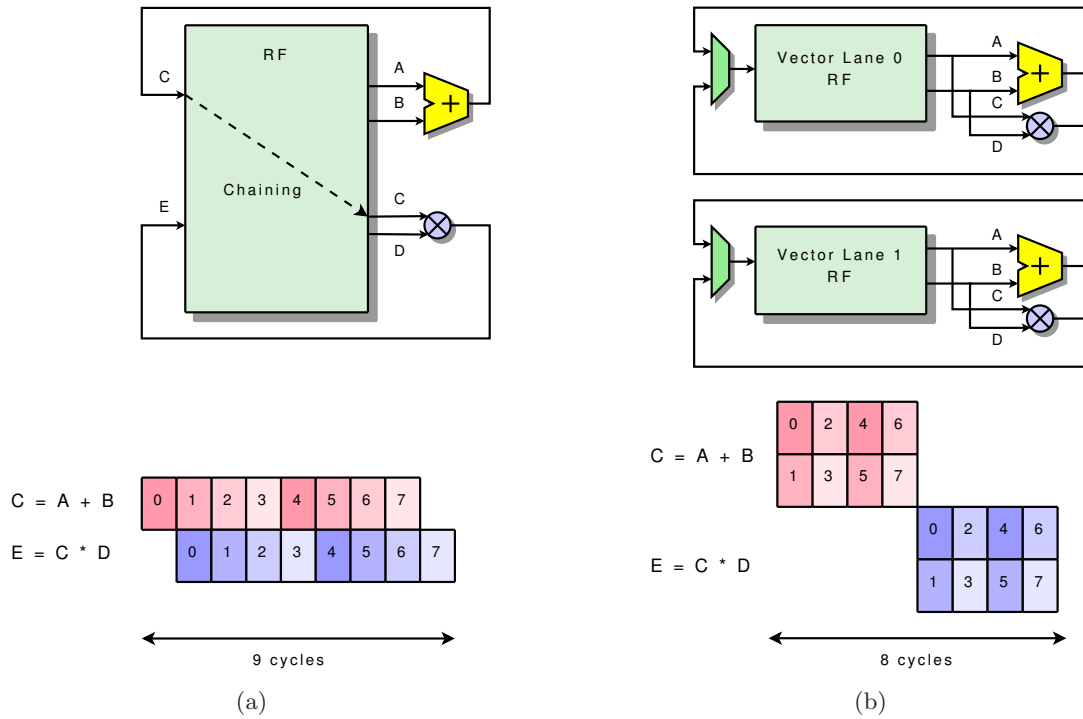 RF
C
A
B
Chaining
E
C
D
C = A + B
0 1 2 3 4 5 6 7
E = C * D
0 1 2 3 4 5 6 7
9 cycles
(a)
Vector Lane 0
RF
A
B
C
D
Vector Lane 1
RF
A
B
C
D
C = A + B
0 2 4 6
1 3 5 7
E = C * D
0 2 4 6
1 3 5 7
8 cycles
(b)